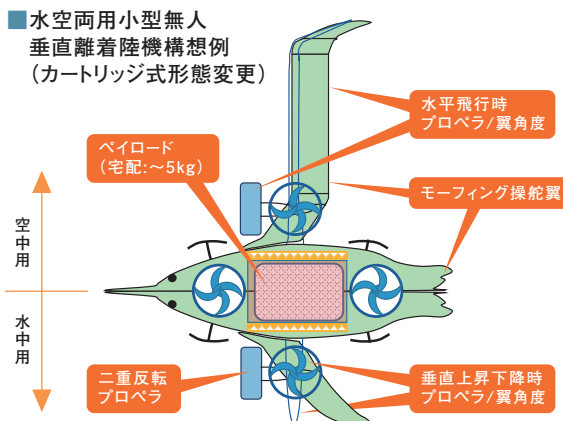 ■水空両用小型無人
垂直離着陸機構想例
(カートリッジ式形態変更)
水平飛行時
プロペラ/翼角度
ペイロード
(宅配:~5kg)
モーフィング操舵翼
空中用
水中用
二重反転
プロペラ
垂直上昇下降時
プロペラ/翼角度